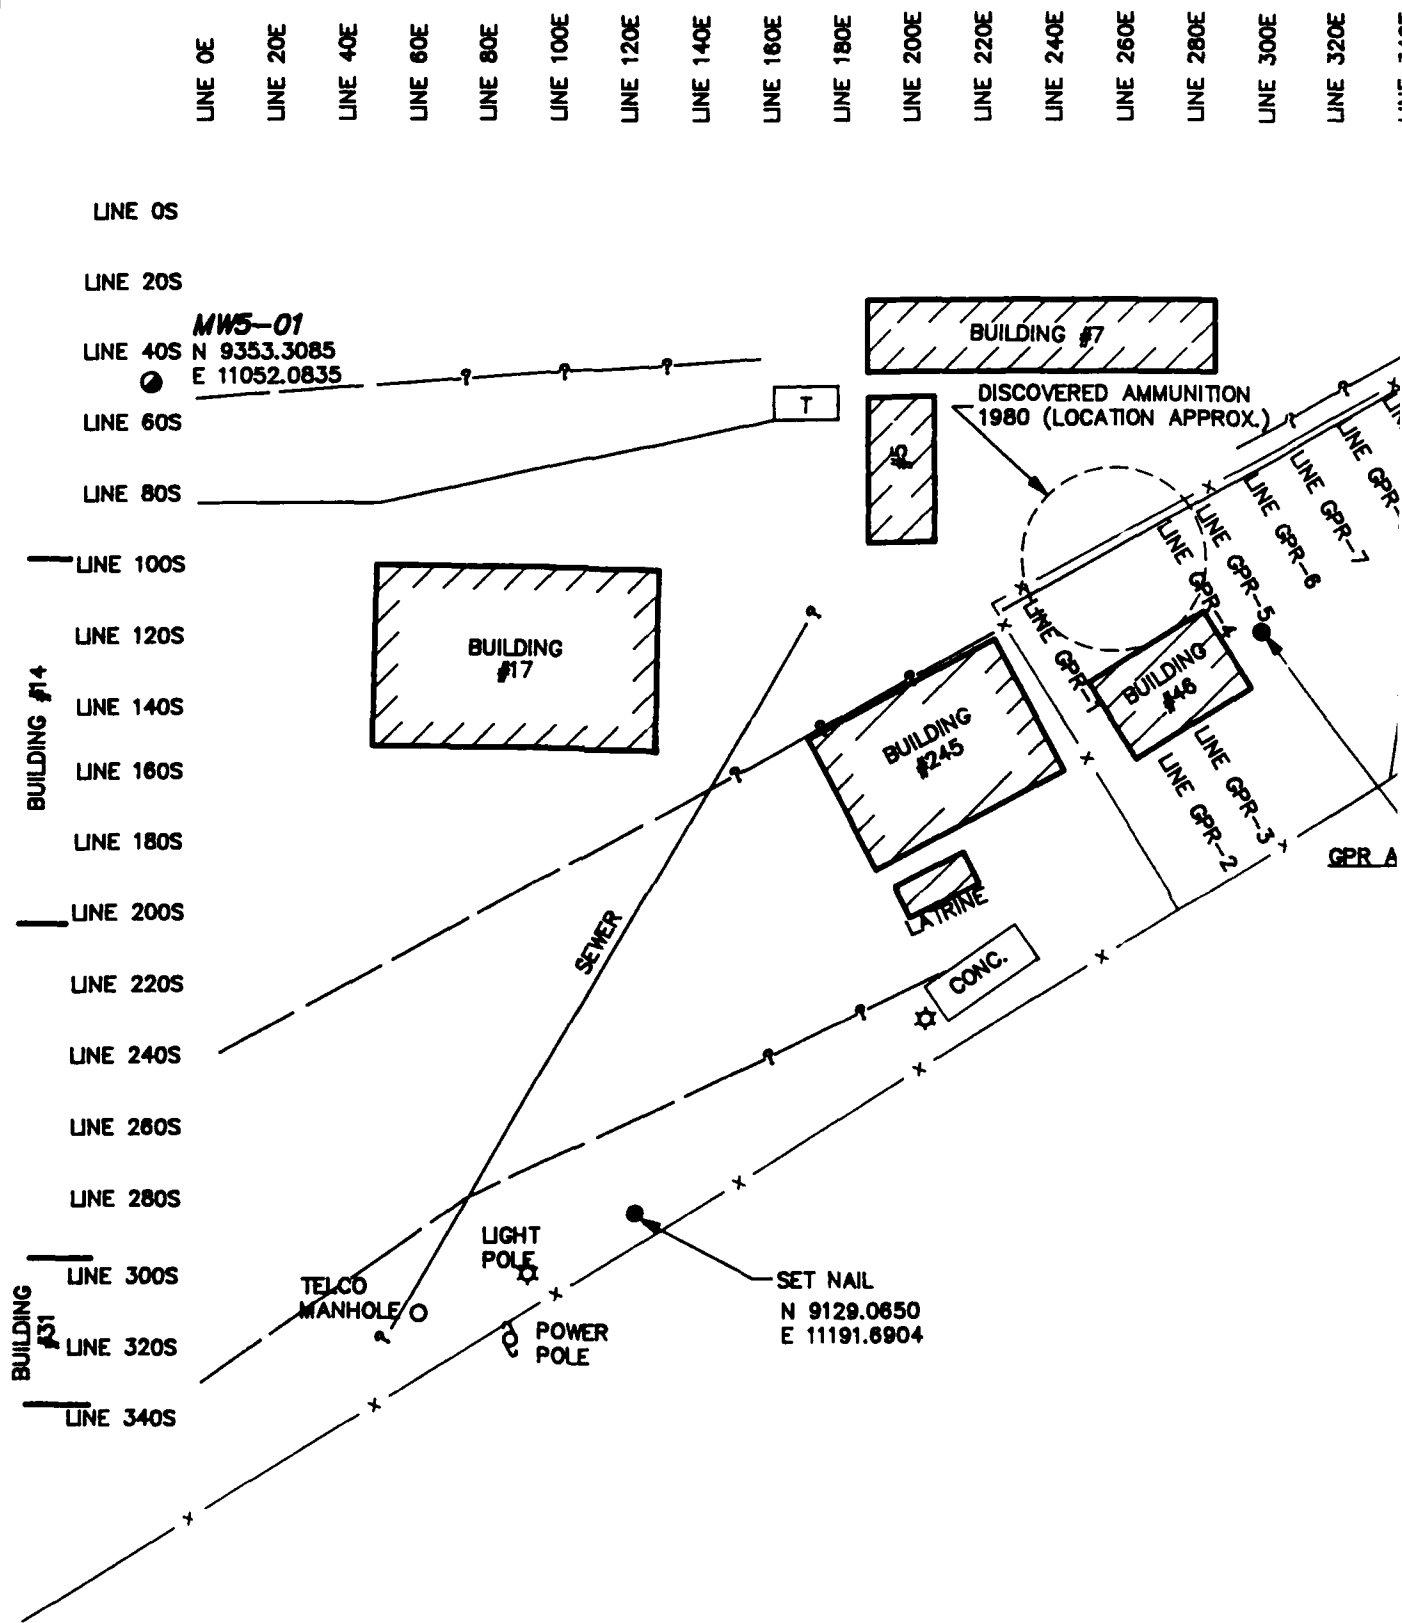 LINE 0E
LINE 20E
LINE 40E
LINE 60E
LINE 80E
LINE 100E
LINE 120E
LINE 140E
LINE 160E
LINE 180E
LINE 200E
LINE 220E
LINE 240E
LINE 260E
LINE 280E
LINE 300E
LINE 320E
LINE 0S
LINE 20S
MW5-01
LINE 40S
N 9353.3085
E 11052.0835
BUILDING #7
DISCOVERED AMMUNITION
1980 (LOCATION APPROX.)
LINE 60S
T
#5
LINE 80S
LINE GPR-
LINE GPR-7
LINE GPR-6
LINE GPR-5
LINE GPR-4
LINE GPR-1
LINE 100S
LINE 120S
BUILDING
#17
BUILDING #14
LINE 140S
BUILDING
#245
BUILDING
#46
LINE 160S
LINE GPR-3
LINE GPR-2
LINE 180S
GPR A
LINE 200S
LATRINE
SEWER
LINE 220S
CONC.
LINE 240S
LINE 260S
LINE 280S
LIGHT
POLE
LINE 300S
TELCO
MANHOLE
SET NAIL
N 9129.0650
E 11191.6904
BUILDING
#31
LINE 320S
POWER
POLE
LINE 340S